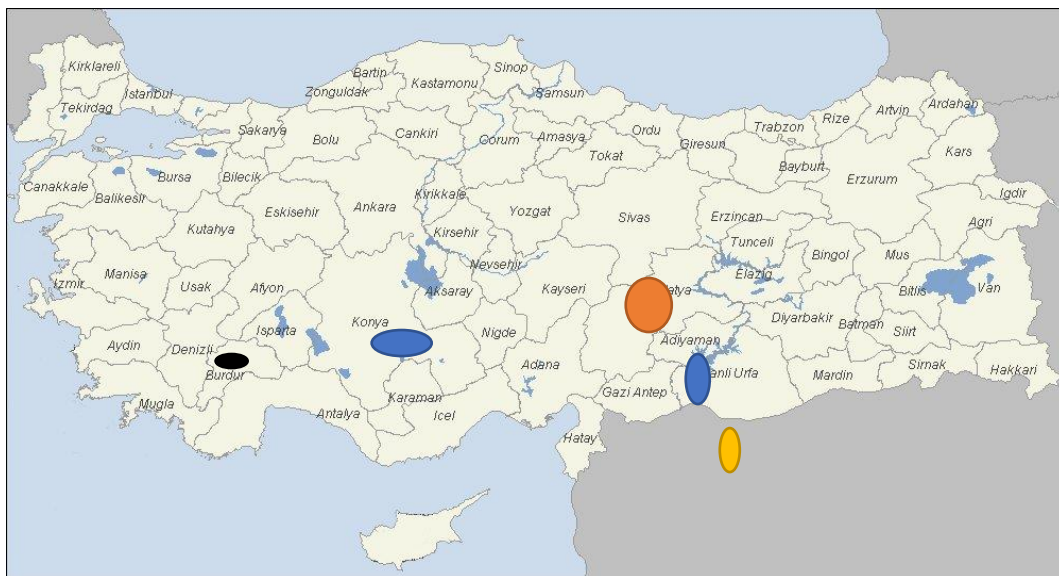 Kirklareli
Tekirdag
Istanbul
Sakarya
Zonguldak
Bartin
Kastamonu
Sinop
Samsun
Bolu
Cankiri
Corum
Amasya
Tokat
Ordu
Giresun
Trabzon
Rize
Artvin
Ardahan
Kars
Bayburt
Erzurum
Igdir
Agri
Canakkale
Balikesir
Bursa
Bilecik
Eskisehir
Ankara
Kirikkale
Kirsehir
Yozgat
Sivas
Erzincan
Tunceli
Bingol
Mus
Kutahya
Manisa
Izmir
Usak
Afyon
Aksaray
Nevsehir
Kayseri
Elazig
Bitlis
Van
Aydin
Denizli
Isparta
Konya
Nigde
Adiyaman
Diyarbakir
Batman
Siirt
Burdur
Mugla
Antalya
Karaman
Icel
Adana
Gazi Antep
Mardin
Sirnak
Hakkari
Hatay